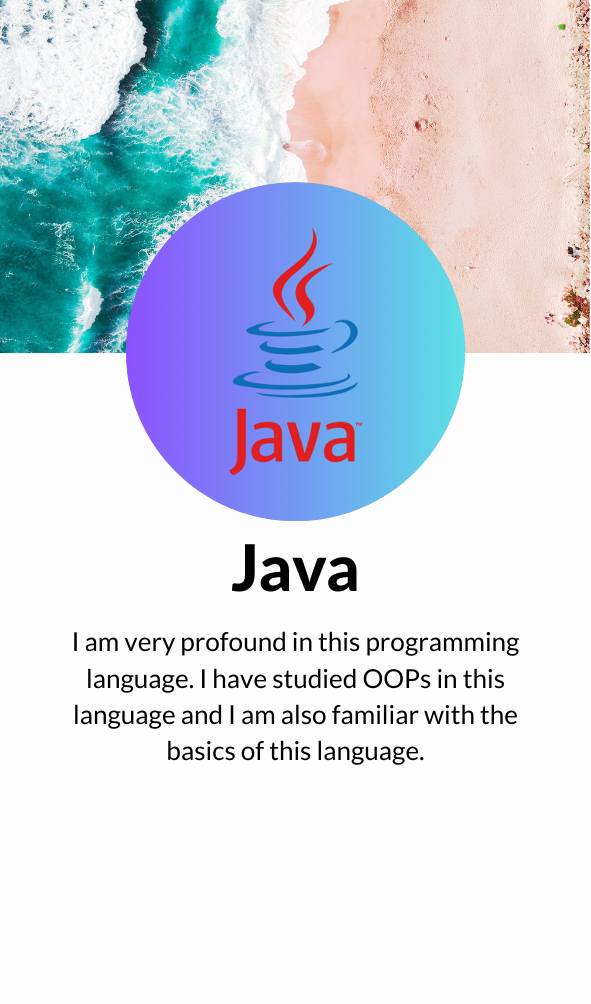 Java™
Java
I am very profound in this programming
language. I have studied OOPs in this
language and I am also familiar with the
basics of this language.